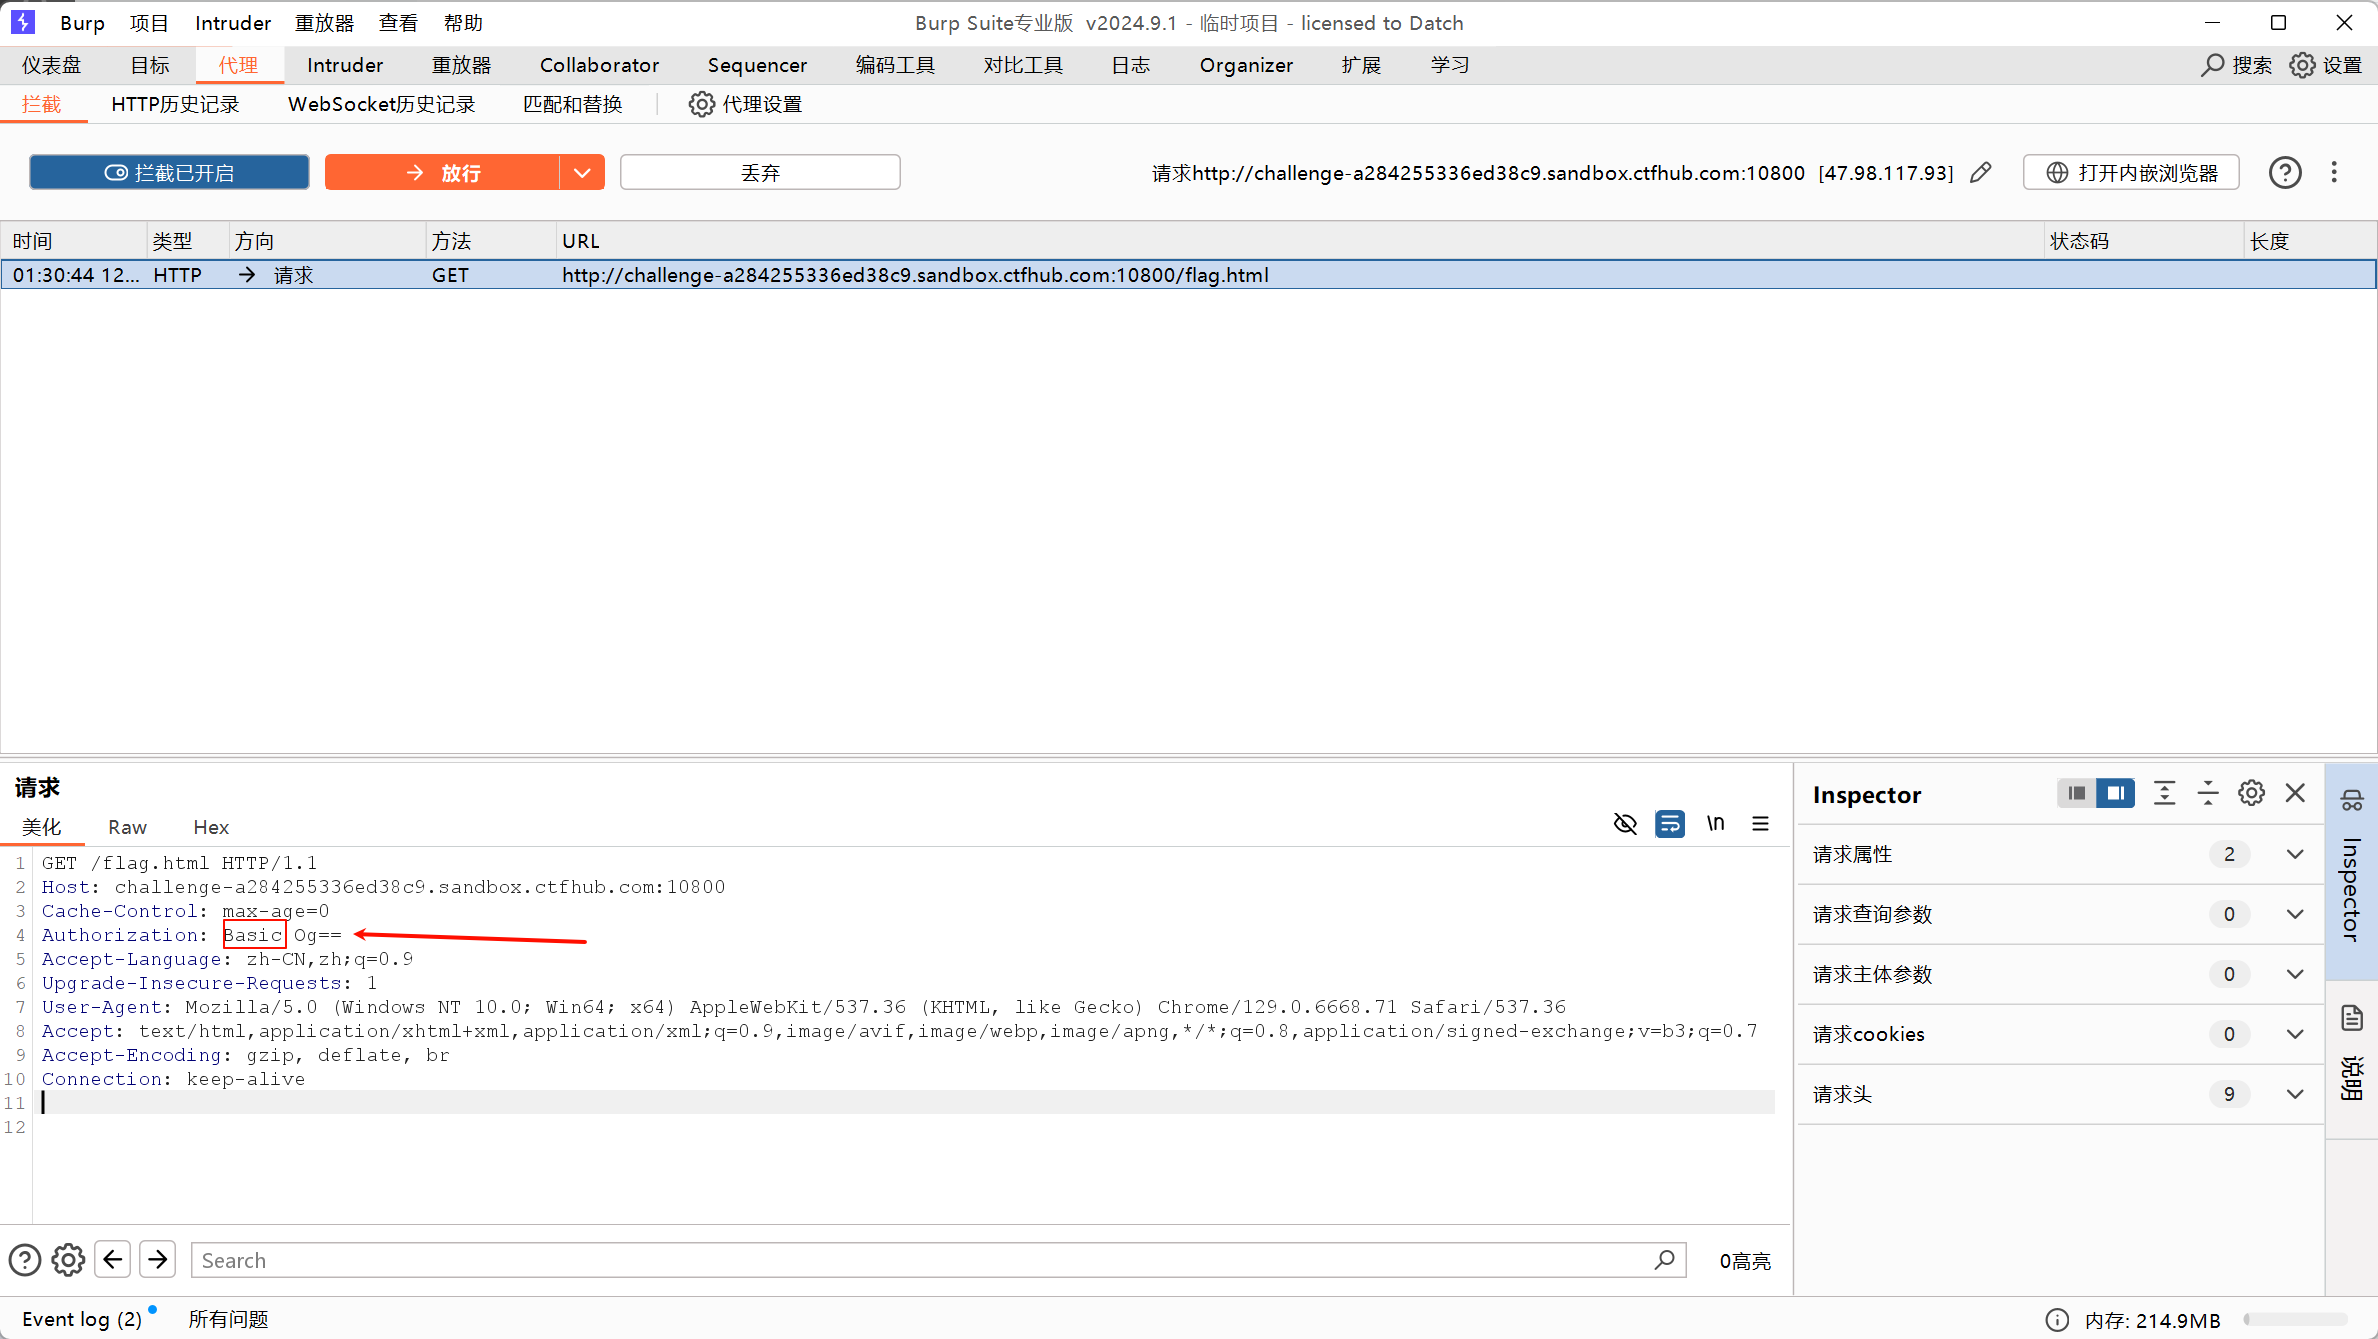 Burp 项目 Intruder 重放器 查看 帮助 Burp Suite专业版 v2024.9.1 - 临时项目 - licensed to Datch
仪表盘 目标 代理 Intruder 重放器 Collaborator Sequencer 编码工具 对比工具 日志 Organizer 扩展 学习 搜索 设置
拦截 HTTP历史记录 WebSocket历史记录 匹配和替换 代理设置
拦截已开启 放行 丢弃 请求http://challenge-a284255336ed38c9.sandbox.ctfhub.com:10800 [47.98.117.93] 打开内嵌浏览器
时间 类型 方向 方法 URL 状态码 长度
01:30:44 12... HTTP → 请求 GET http://challenge-a284255336ed38c9.sandbox.ctfhub.com:10800/flag.html
请求
美化 Raw Hex \n
1 GET /flag.html HTTP/1.1
2 Host: challenge-a284255336ed38c9.sandbox.ctfhub.com:10800
3 Cache-Control: max-age=0
4 Authorization: Basic Og==
5 Accept-Language: zh-CN,zh;q=0.9
6 Upgrade-Insecure-Requests: 1
7 User-Agent: Mozilla/5.0 (Windows NT 10.0; Win64; x64) AppleWebKit/537.36 (KHTML, like Gecko) Chrome/129.0.6668.71 Safari/537.36
8 Accept: text/html,application/xhtml+xml,application/xml;q=0.9,image/avif,image/webp,image/apng,*/*;q=0.8,application/signed-exchange;v=b3;q=0.7
9 Accept-Encoding: gzip, deflate, br
10 Connection: keep-alive
11
12
Search 0高亮
Inspector
请求属性 2
请求查询参数 0
请求主体参数 0
请求cookies 0
请求头 9
Inspector
说明
Event log (2) 所有问题 内存: 214.9MB